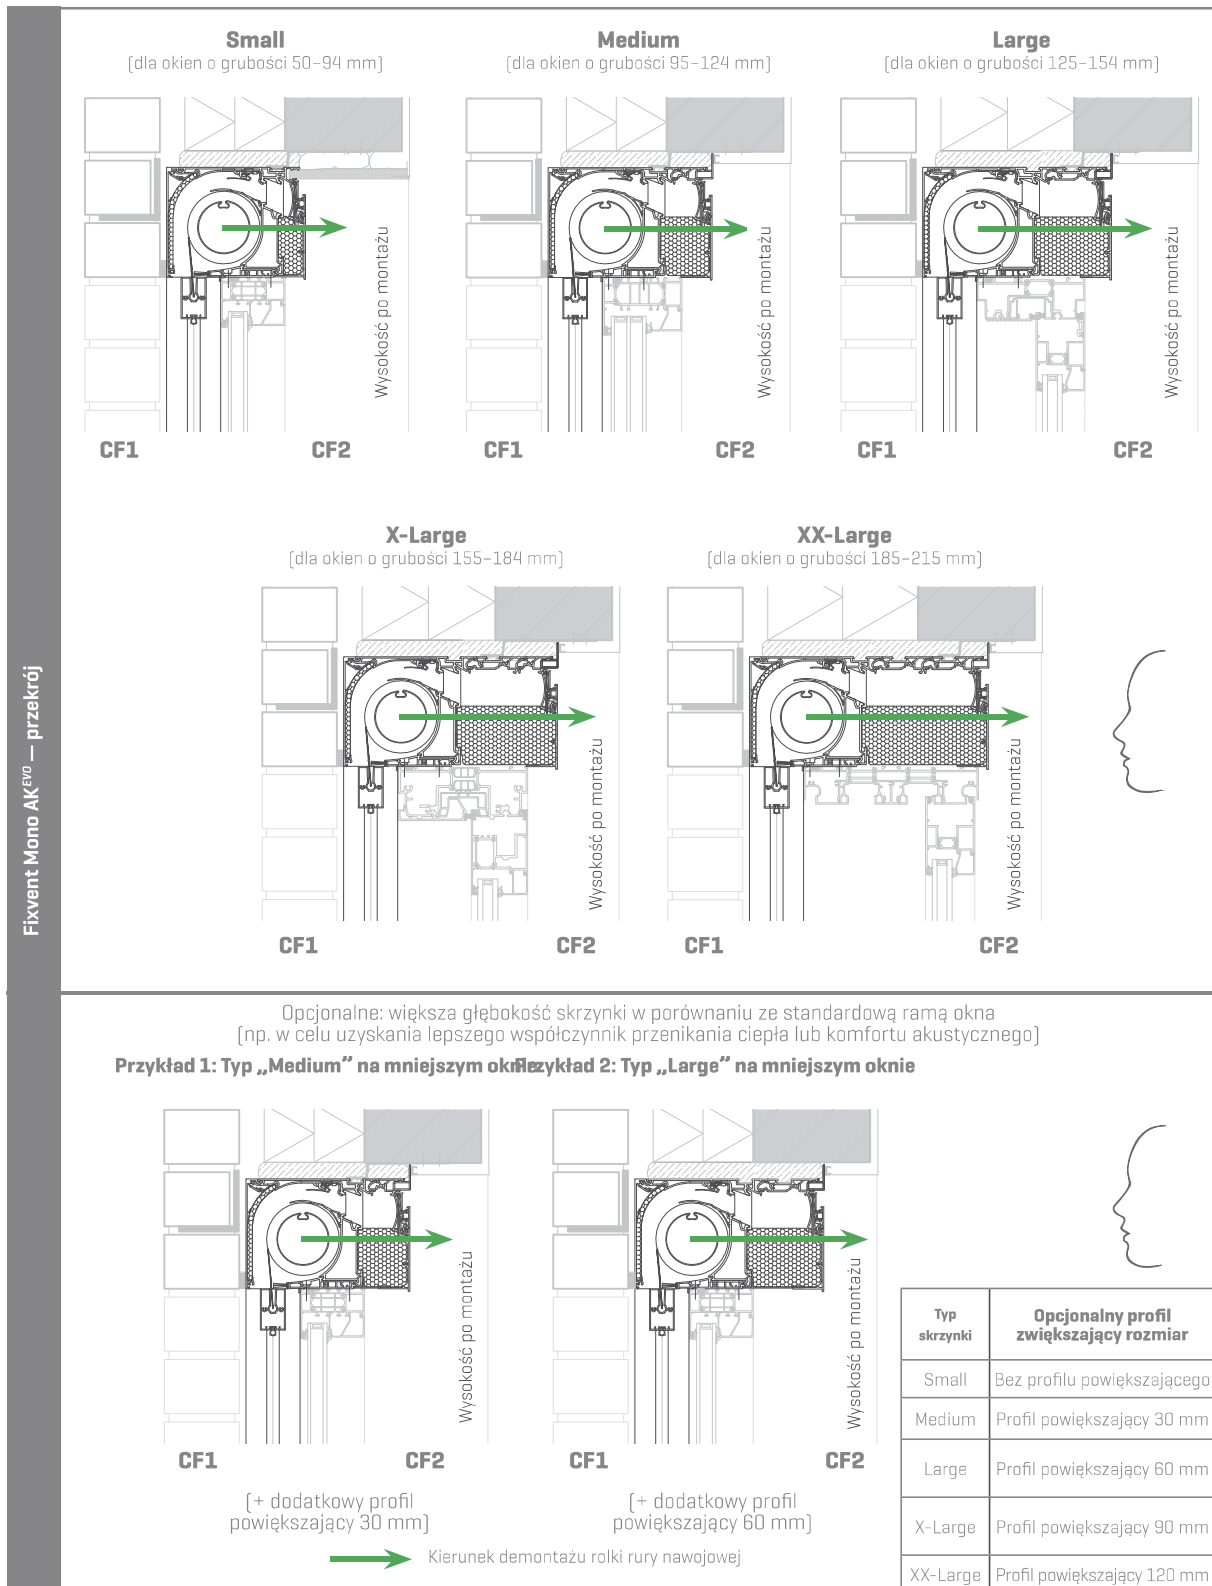 Fixvent Mono AKEVO — przekrój
Small
(dla okien o grubości 50–94 mm)
Wysokość po montażu
CF1
CF2
Medium
(dla okien o grubości 95–124 mm)
Wysokość po montażu
CF1
CF2
Large
(dla okien o grubości 125–154 mm)
Wysokość po montażu
CF1
CF2
X-Large
(dla okien o grubości 155–184 mm)
Wysokość po montażu
CF1
CF2
XX-Large
(dla okien o grubości 185–215 mm)
Wysokość po montażu
CF1
CF2
Opcjonalne: większa głębokość skrzynki w porównaniu ze standardową ramą okna
(np. w celu uzyskania lepszego współczynnik przenikania ciepła lub komfortu akustycznego)
Przykład 1: Typ „Medium” na mniejszym oknie
Wysokość po montażu
CF1
CF2
(+ dodatkowy profil
powiększający 30 mm)
Przykład 2: Typ „Large” na mniejszym oknie
Wysokość po montażu
CF1
CF2
(+ dodatkowy profil
powiększający 60 mm)
Kierunek demontażu rolki rury nawojowej
Typ
skrzynki
Opcjonalny profil
zwiększający rozmiar
Small
Bez profilu powiększającego
Medium
Profil powiększający 30 mm
Large
Profil powiększający 60 mm
X-Large
Profil powiększający 90 mm
XX-Large
Profil powiększający 120 mm